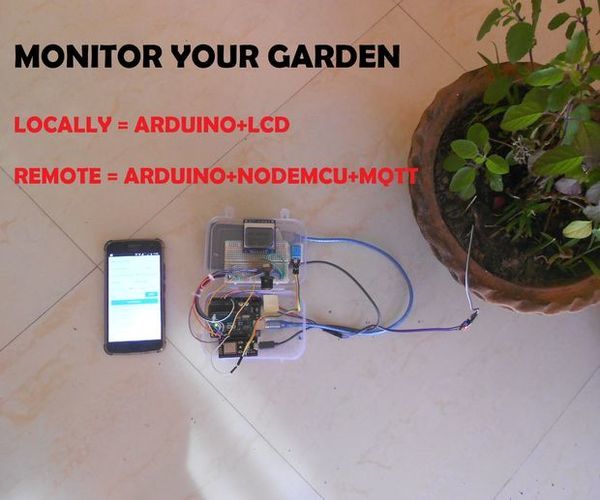 MONITOR YOUR GARDEN
LOCALLY = ARDUINO+LCD
REMOTE = ARDUINO+NODEMCU+MQTT